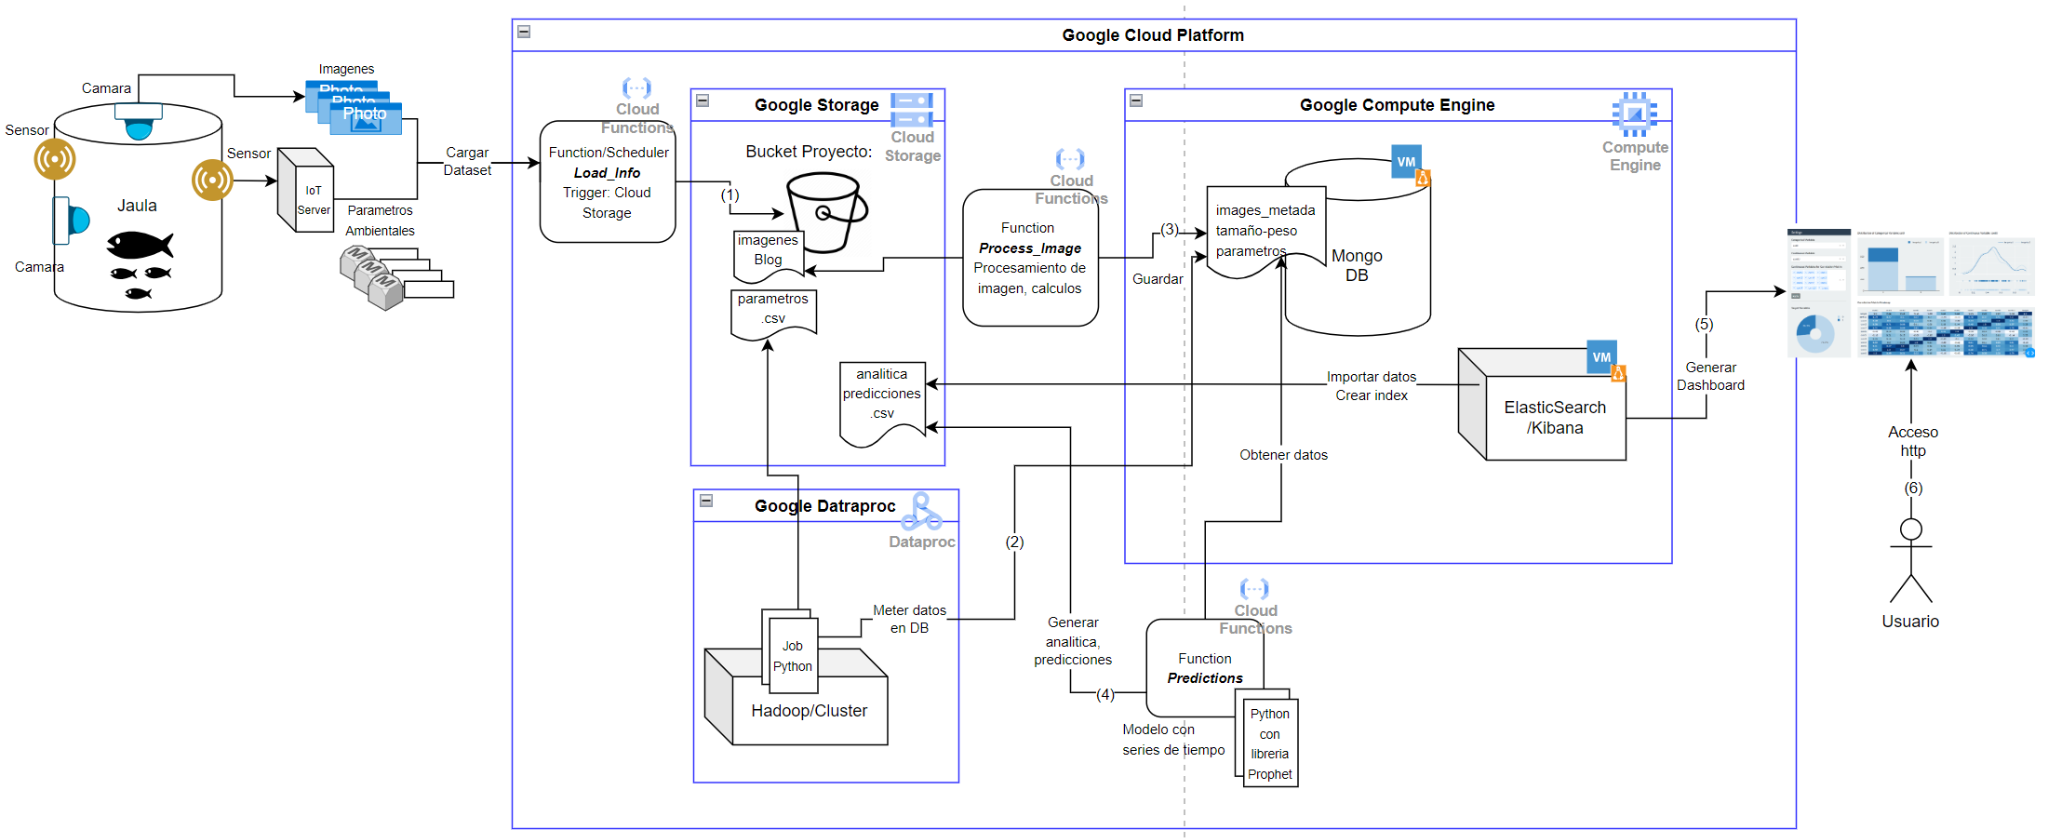 Google Cloud Platform
Camara
Sensor
Sensor
Jaula
Camara
Imagenes
Photo
Photo
Photo
IoT
Server
Parametros
Ambientales
M
M
M
Cargar
Dataset
Cloud
Functions
Function/Scheduler
Load_Info
Trigger: Cloud
Storage
(1)
Google Storage
Cloud
Storage
Bucket Proyecto:
imagenes
Blog
parametros
.csv
analitica
predicciones
.csv
Cloud
Functions
Function
Process_Image
Procesamiento de
imagen, calculos
(3)
Guardar
Google Compute Engine
Compute
Engine
VM
images_metada
tamaño-peso
parametros
Mongo
DB
Importar datos
Crear index
VM
ElasticSearch
/Kibana
Obtener datos
(5)
Generar
Dashboard
Acceso
http
(6)
Usuario
Google Datraproc
Dataproc
(2)
Meter datos
en DB
Job
Python
Hadoop/Cluster
Generar
analitica,
predicciones
(4)
Cloud
Functions
Function
Predictions
Modelo con
series de tiempo
Python
con
libreria
Prophet